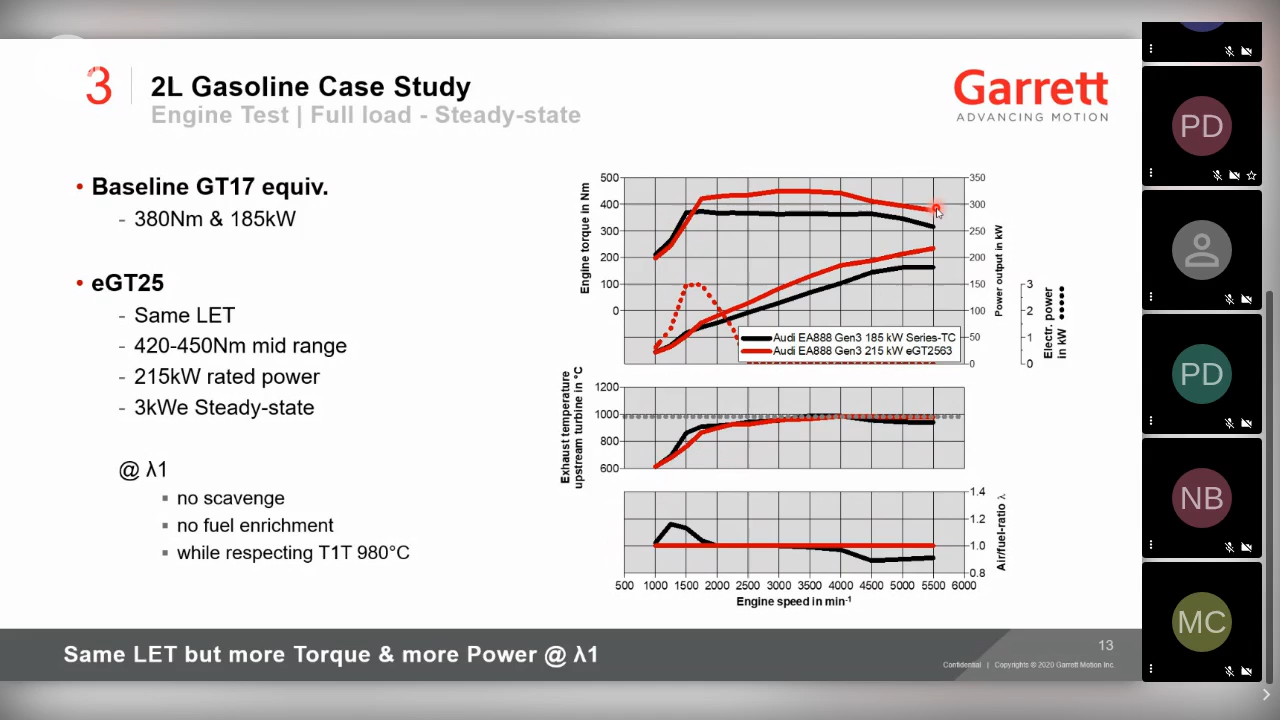 3
2L Gasoline Case Study
Engine Test | Full load - Steady-state
Garrett
ADVANCING MOTION
• Baseline GT17 equiv.
- 380Nm & 185kW
• eGT25
- Same LET
- 420-450Nm mid range
- 215kW rated power
- 3kWe Steady-state
@ λ1
▪ no scavenge
▪ no fuel enrichment
▪ while respecting T1T 980°C
Engine torque in Nm
500
400
300
200
100
0
350
300
250
200
150
100
50
0
Power output in kW
3
2
1
0
Electr. power
in kW
Audi EA888 Gen3 185 kW Series-TC
Audi EA888 Gen3 215 kW eGT2563
Exhaust temperature
upstream turbine in °C
1200
1000
800
600
1.4
1.2
1.0
0.8
Air/fuel-ratio λ
500 1000 1500 2000 2500 3000 3500 4000 4500 5000 5500 6000
Engine speed in min-1
Same LET but more Torque & more Power @ λ1
13
Confidential | Copyrights © 2020 Garrett Motion Inc
PD
PD
NB
MC